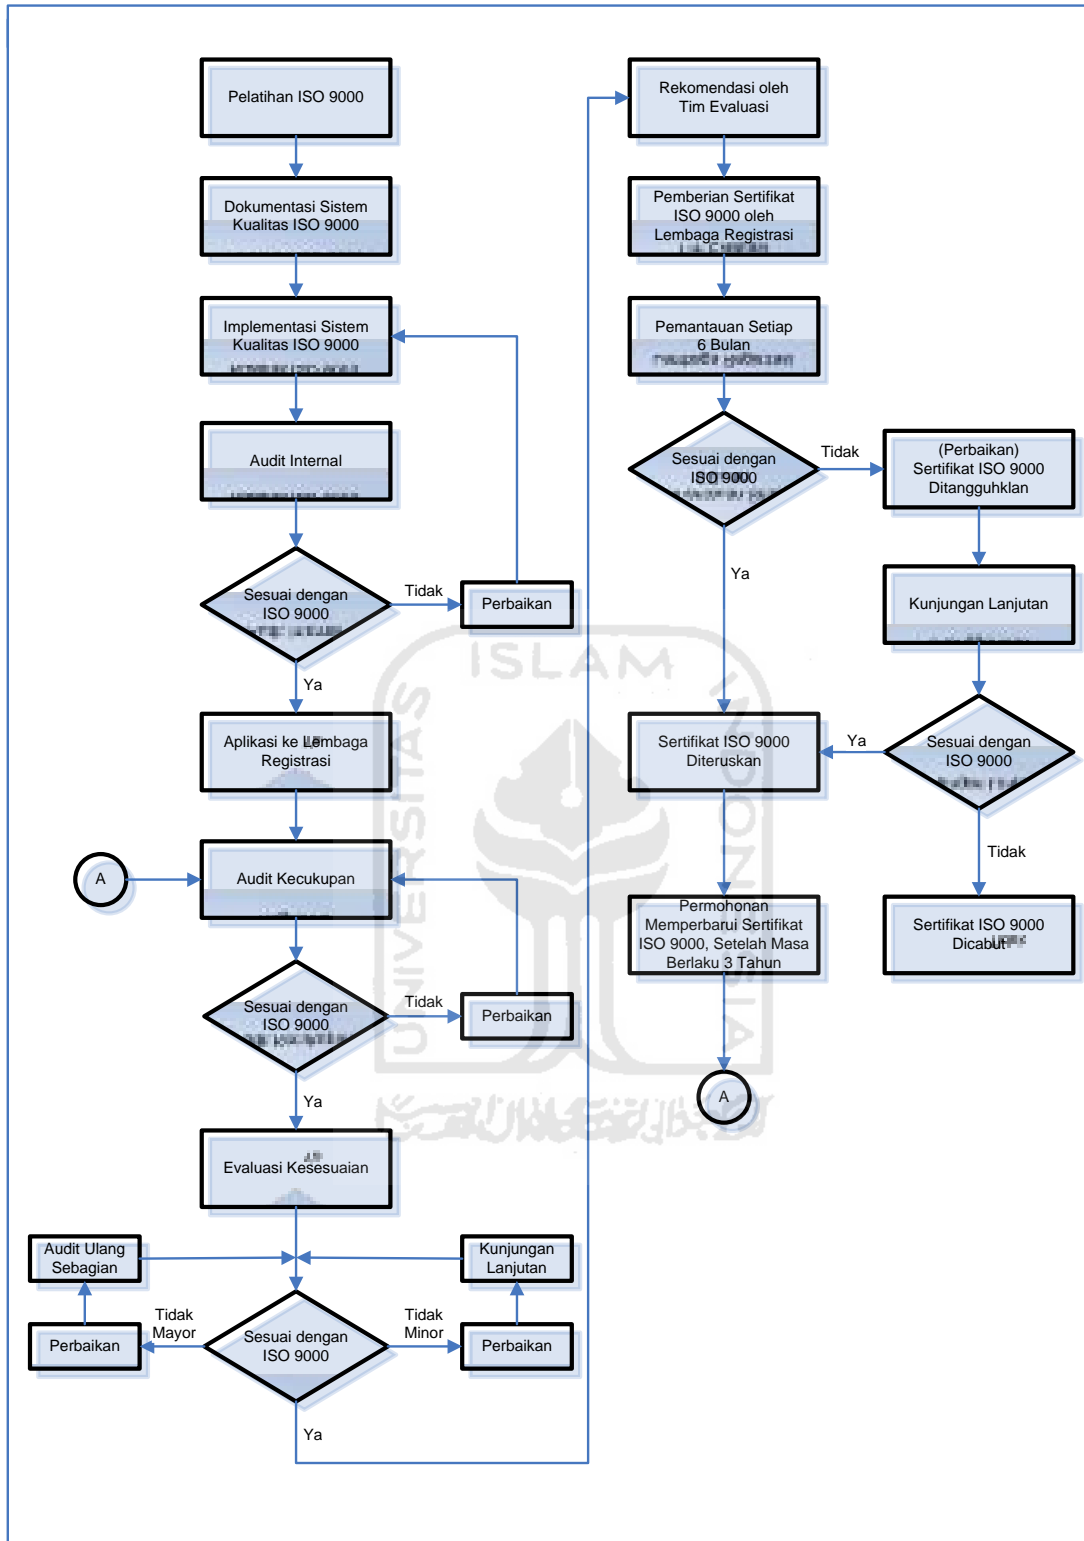 Pelatihan ISO 9000
Dokumentasi Sistem
Kualitas ISO 9000
Implementasi Sistem
Kualitas ISO 9000
Audit Internal
Sesuai dengan
ISO 9000
Tidak
Perbaikan
Ya
Aplikasi ke Lembaga
Registrasi
A
Audit Kecukupan
Sesuai dengan
ISO 9000
Tidak
Perbaikan
Ya
Evaluasi Kesesuaian
Audit Ulang
Sebagian
Kunjungan
Lanjutan
Tidak
Mayor
Tidak
Minor
Perbaikan
Sesuai dengan
ISO 9000
Perbaikan
Ya
Rekomendasi oleh
Tim Evaluasi
Pemberian Sertifikat
ISO 9000 oleh
Lembaga Registrasi
Pemantauan Setiap
6 Bulan
Sesuai dengan
ISO 9000
Tidak
(Perbaikan)
Sertifikat ISO 9000
Ditangguhklan
Ya
Kunjungan Lanjutan
Sertifikat ISO 9000
Diteruskan
Ya
Sesuai dengan
ISO 9000
Tidak
Permohonan
Memperbarui Sertifikat
ISO 9000, Setelah Masa
Berlaku 3 Tahun
Sertifikat ISO 9000
Dicabut
A
UNIVERSITAS
ISLAM
INDONESIA